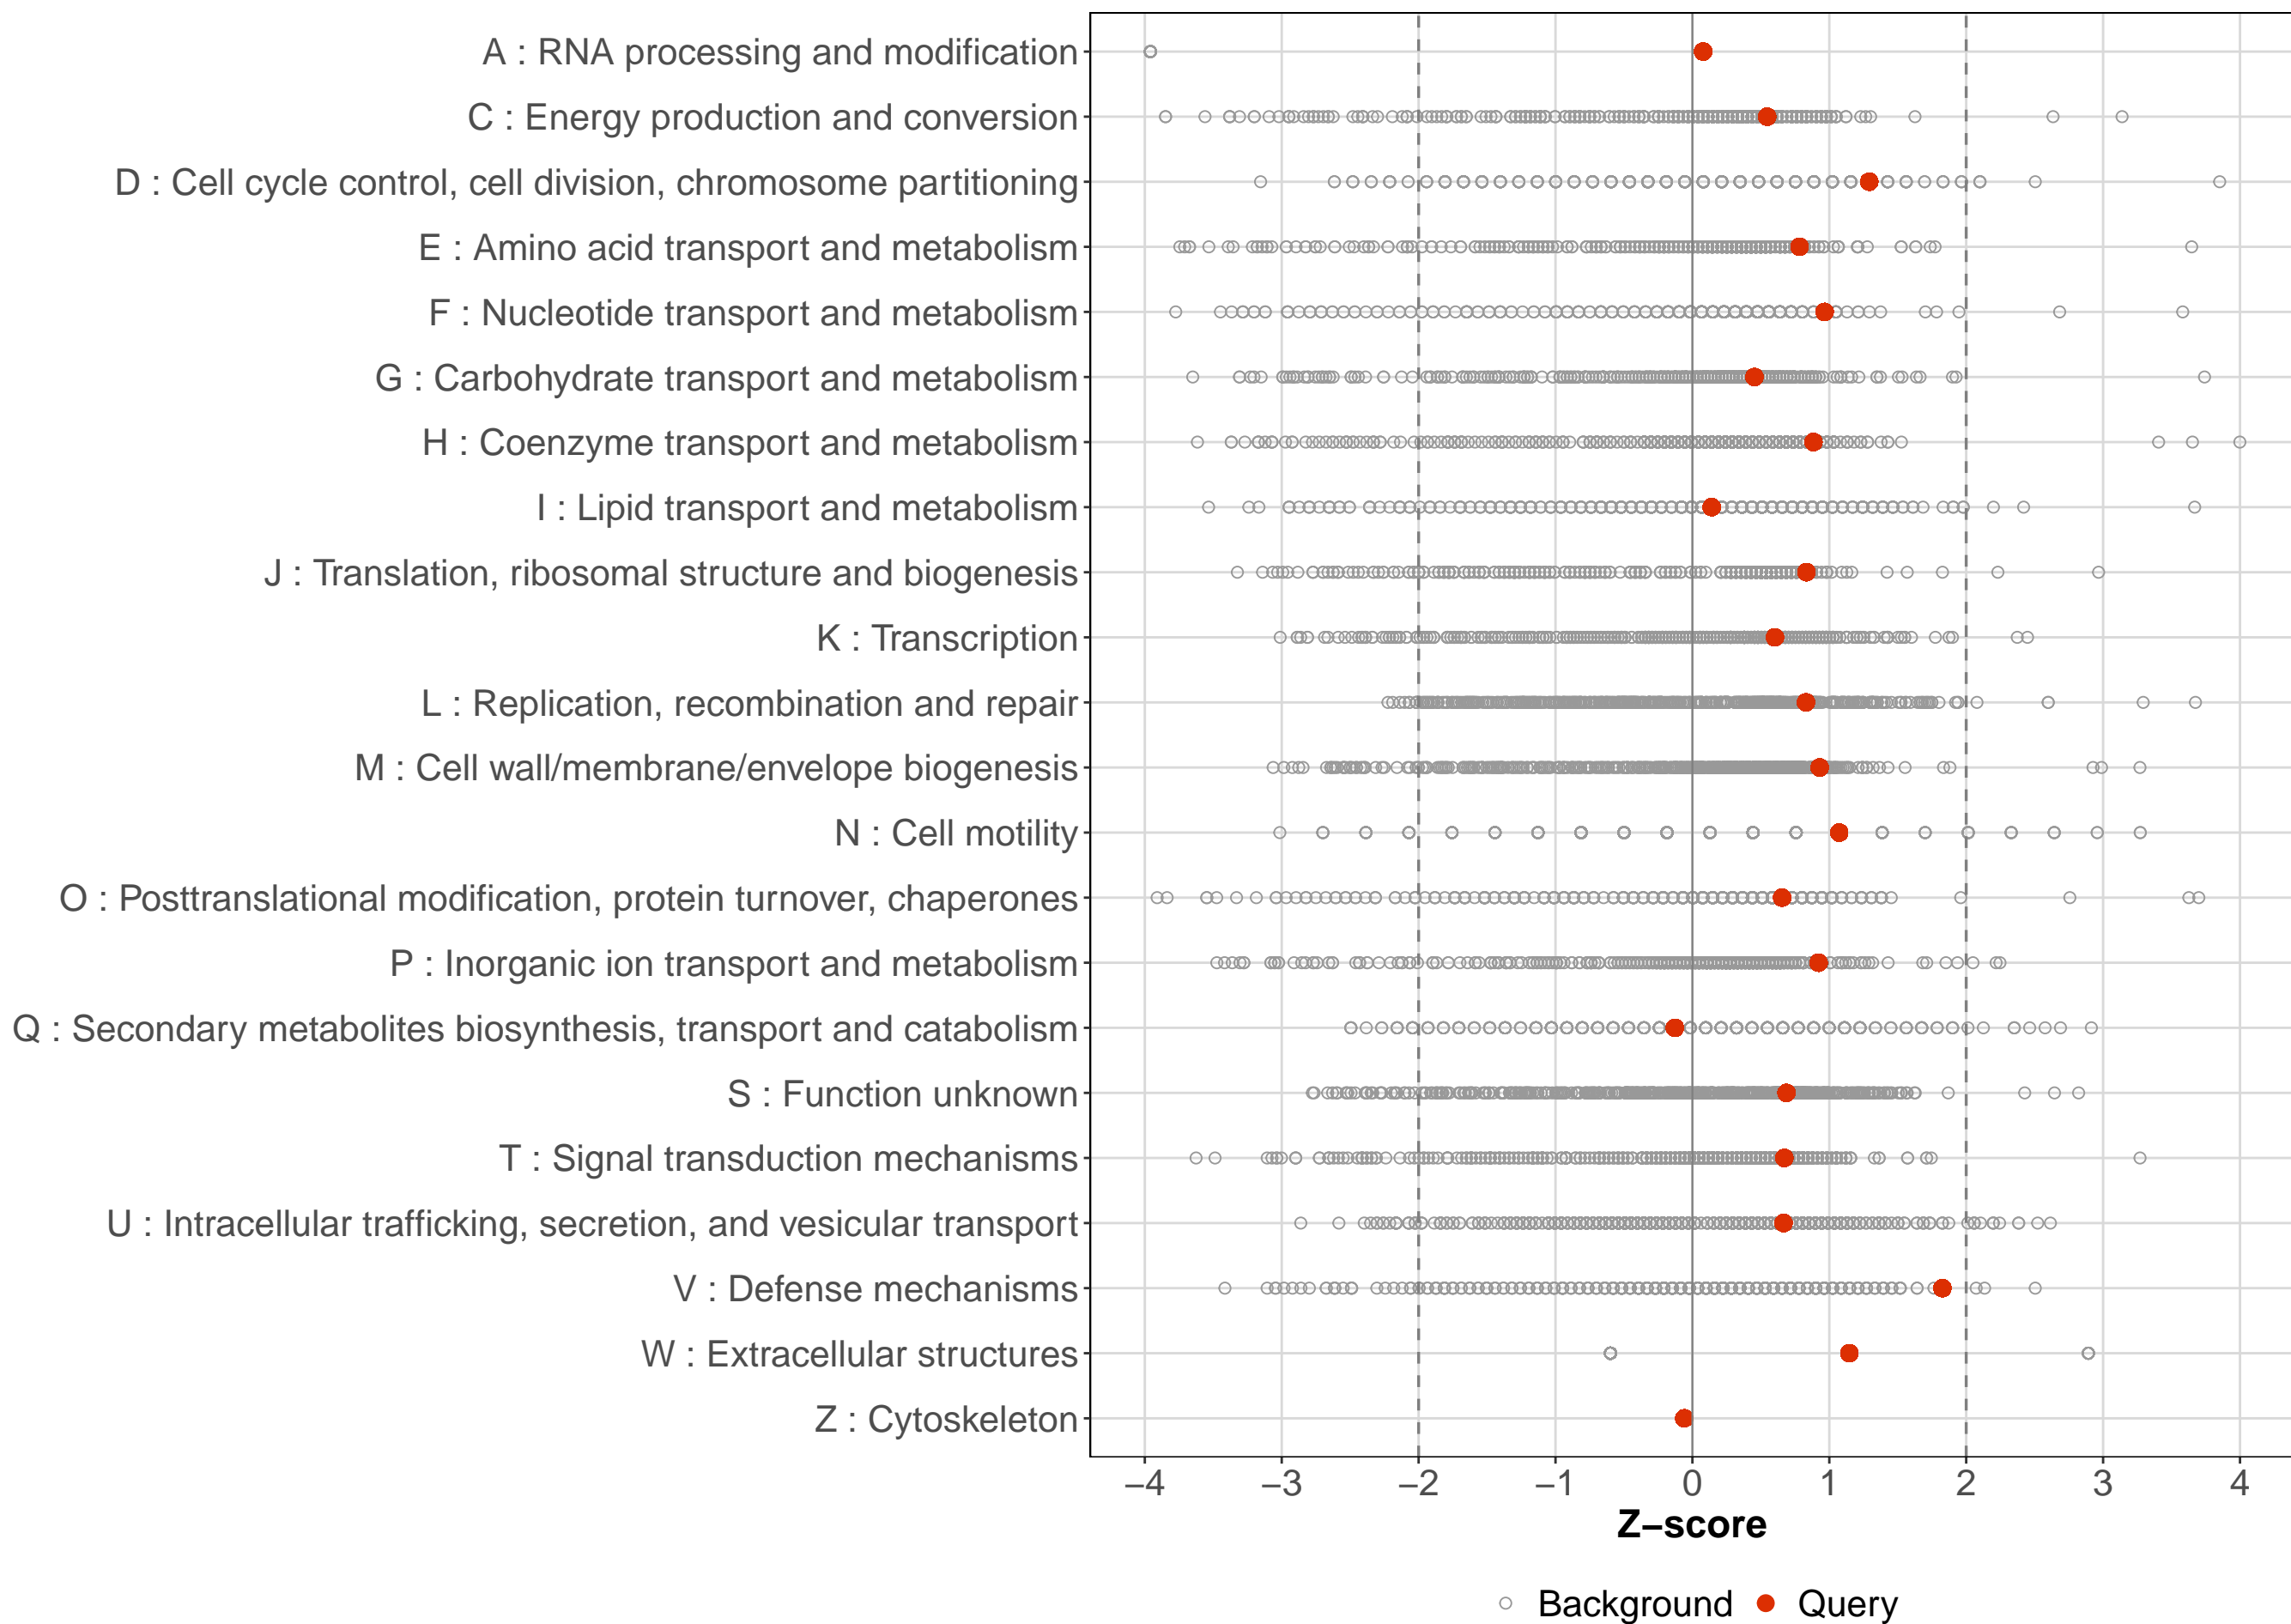 A : RNA processing and modification
C : Energy production and conversion
D : Cell cycle control, cell division, chromosome partitioning
E : Amino acid transport and metabolism
F : Nucleotide transport and metabolism
G : Carbohydrate transport and metabolism
H : Coenzyme transport and metabolism
I : Lipid transport and metabolism
J : Translation, ribosomal structure and biogenesis
K : Transcription
L : Replication, recombination and repair
M : Cell wall/membrane/envelope biogenesis
N : Cell motility
O : Posttranslational modification, protein turnover, chaperones
P : Inorganic ion transport and metabolism
Q : Secondary metabolites biosynthesis, transport and catabolism
S : Function unknown
T : Signal transduction mechanisms
U : Intracellular trafficking, secretion, and vesicular transport
V : Defense mechanisms
W : Extracellular structures
Z : Cytoskeleton
−4 −3 −2 −1 0 1 2 3 4
Z−score
Background Query